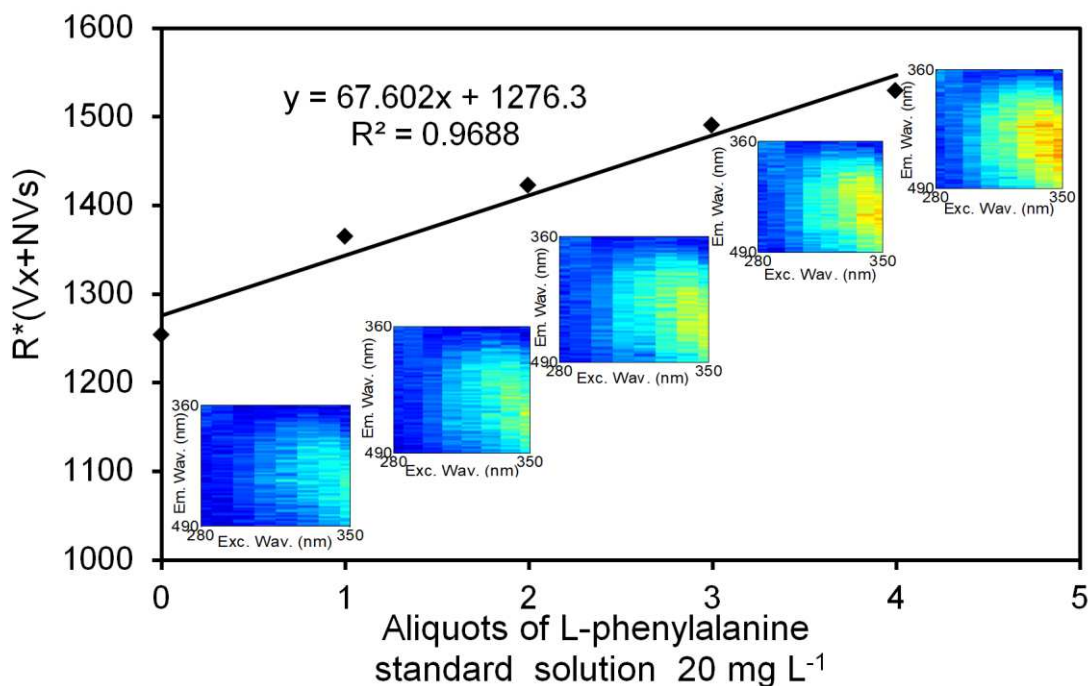 1600
1500
1400
1300
1200
1100
1000
R*(Vx+NVs)
y = 67.602x + 1276.3
R² = 0.9688
360
Em. Wav. (nm)
490
280
350
Exc. Wav. (nm)
360
Em. Wav. (nm)
490
280
350
Exc. Wav. (nm)
360
Em. Wav. (nm)
490
280
350
Exc. Wav. (nm)
360
Em. Wav. (nm)
490
280
350
Exc. Wav. (nm)
360
Em. Wav. (nm)
490
280
350
Exc. Wav. (nm)
0 1 2 3 4 5
Aliquots of L-phenylalanine
standard solution 20 mg L⁻¹